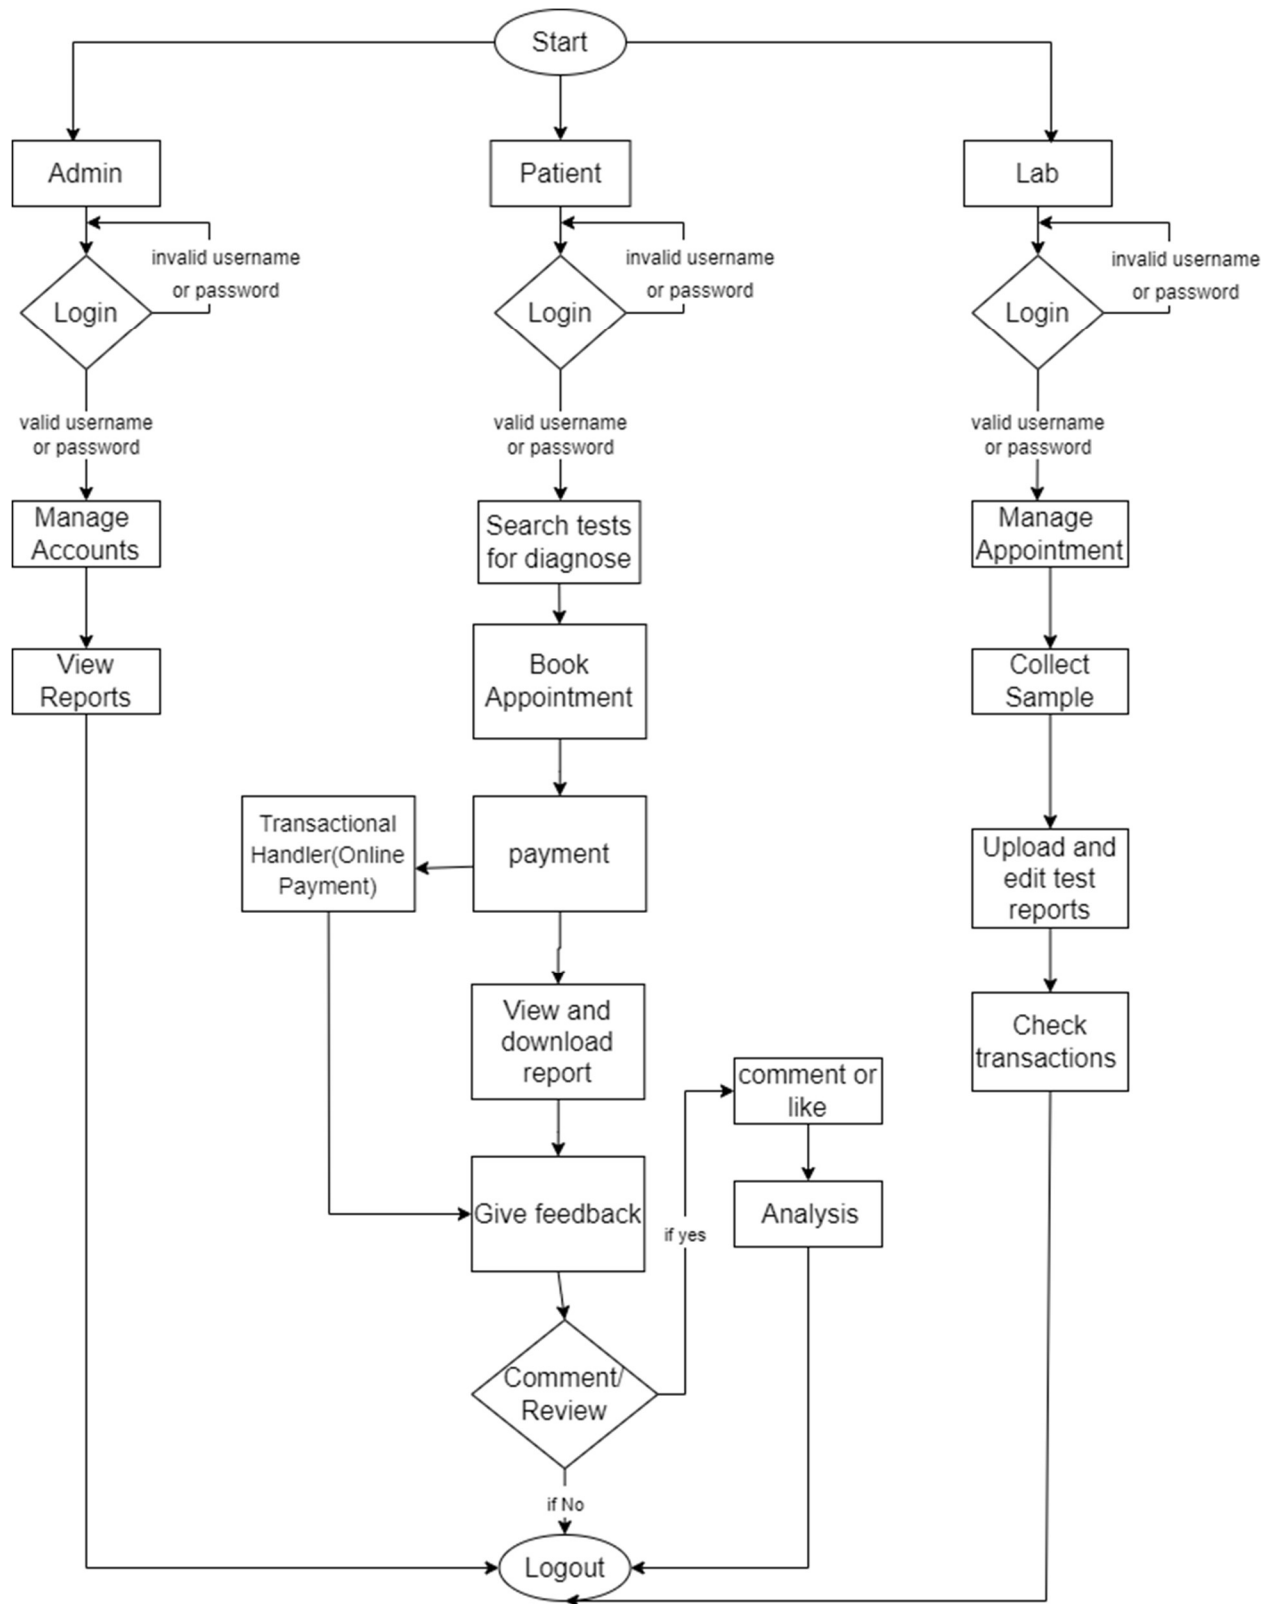 Start
Admin
Patient
Lab
invalid username
or password
invalid username
or password
invalid username
or password
Login
Login
Login
valid username
or password
valid username
or password
valid username
or password
Manage
Accounts
Search tests
for diagnose
Manage
Appointment
View
Reports
Book
Appointment
Collect
Sample
Transactional
Handler(Online
Payment)
payment
Upload and
edit test
reports
View and
download
report
Check
transactions
comment or
like
Give feedback
Analysis
if yes
Comment/
Review
if No
Logout